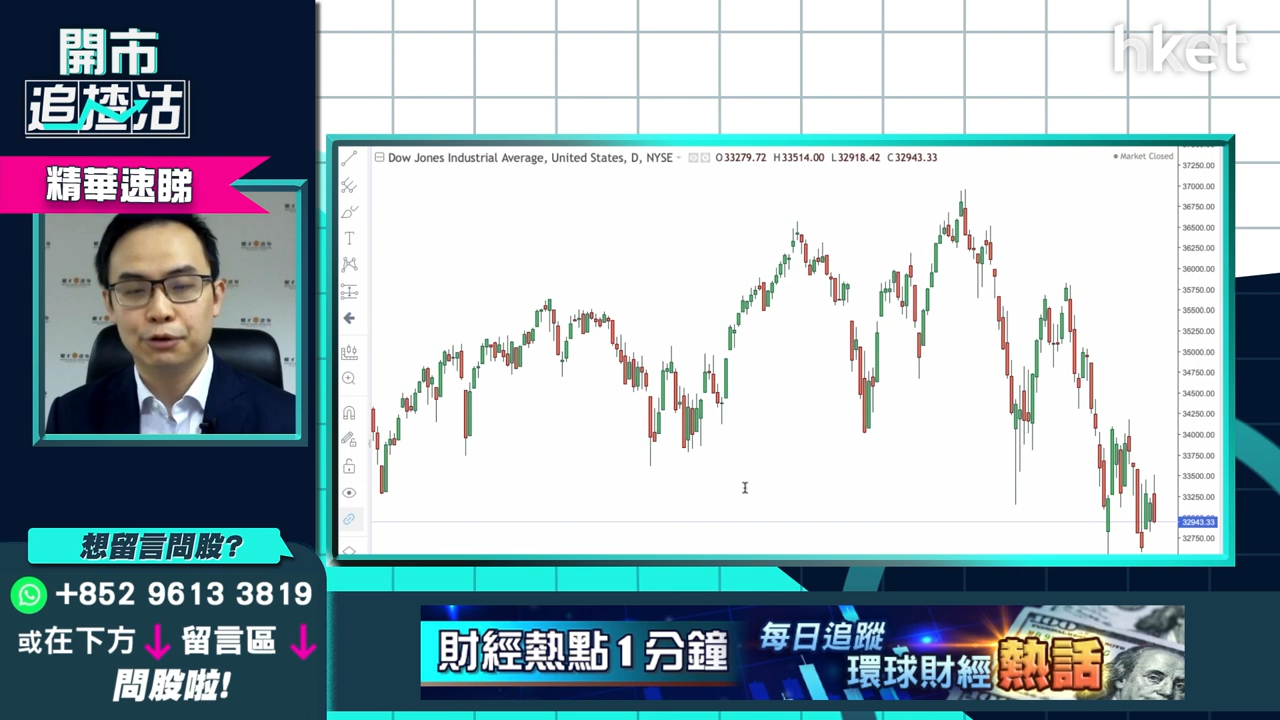 開市
追揸沽
hket
精華速睇
Dow Jones Industrial Average, United States, D, NYSE O33279.72 H33514.00 L32918.42 C32943.33
Market Closed
37250.00
37000.00
36750.00
36500.00
36250.00
36000.00
35750.00
35500.00
35250.00
35000.00
34750.00
34500.00
34250.00
34000.00
33750.00
33500.00
33250.00
32943.33
32750.00
想留言問股?
+852 9613 3819
或在下方 留言區
問股啦!
財經熱點1分鐘
每日追蹤
環球財經熱話